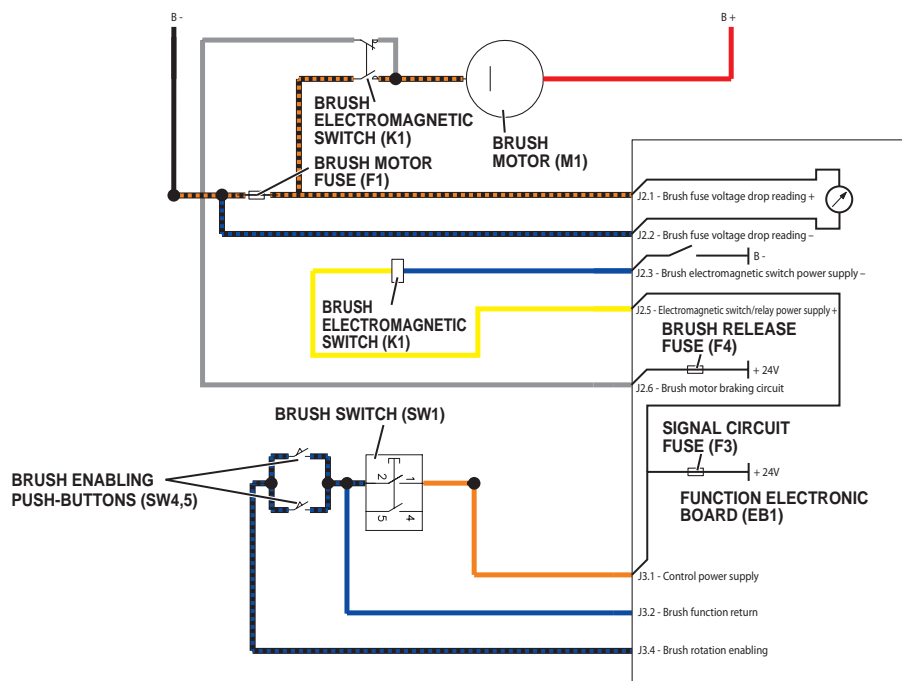 B -
B +
BRUSH
ELECTROMAGNETIC
SWITCH (K1)
BRUSH
MOTOR (M1)
BRUSH MOTOR
FUSE (F1)
J2.1 - Brush fuse voltage drop reading +
J2.2 - Brush fuse voltage drop reading –
B -
J2.3 - Brush electromagnetic switch power supply –
BRUSH
ELECTROMAGNETIC
SWITCH (K1)
J2.5 - Electromagnetic switch/relay power supply +
BRUSH RELEASE
FUSE (F4)
+ 24V
J2.6 - Brush motor braking circuit
BRUSH SWITCH (SW1)
SIGNAL CIRCUIT
FUSE (F3)
+ 24V
BRUSH ENABLING
PUSH-BUTTONS (SW4,5)
2 1
5 4
FUNCTION ELECTRONIC
BOARD (EB1)
J3.1 - Control power supply
J3.2 - Brush function return
J3.4 - Brush rotation enabling